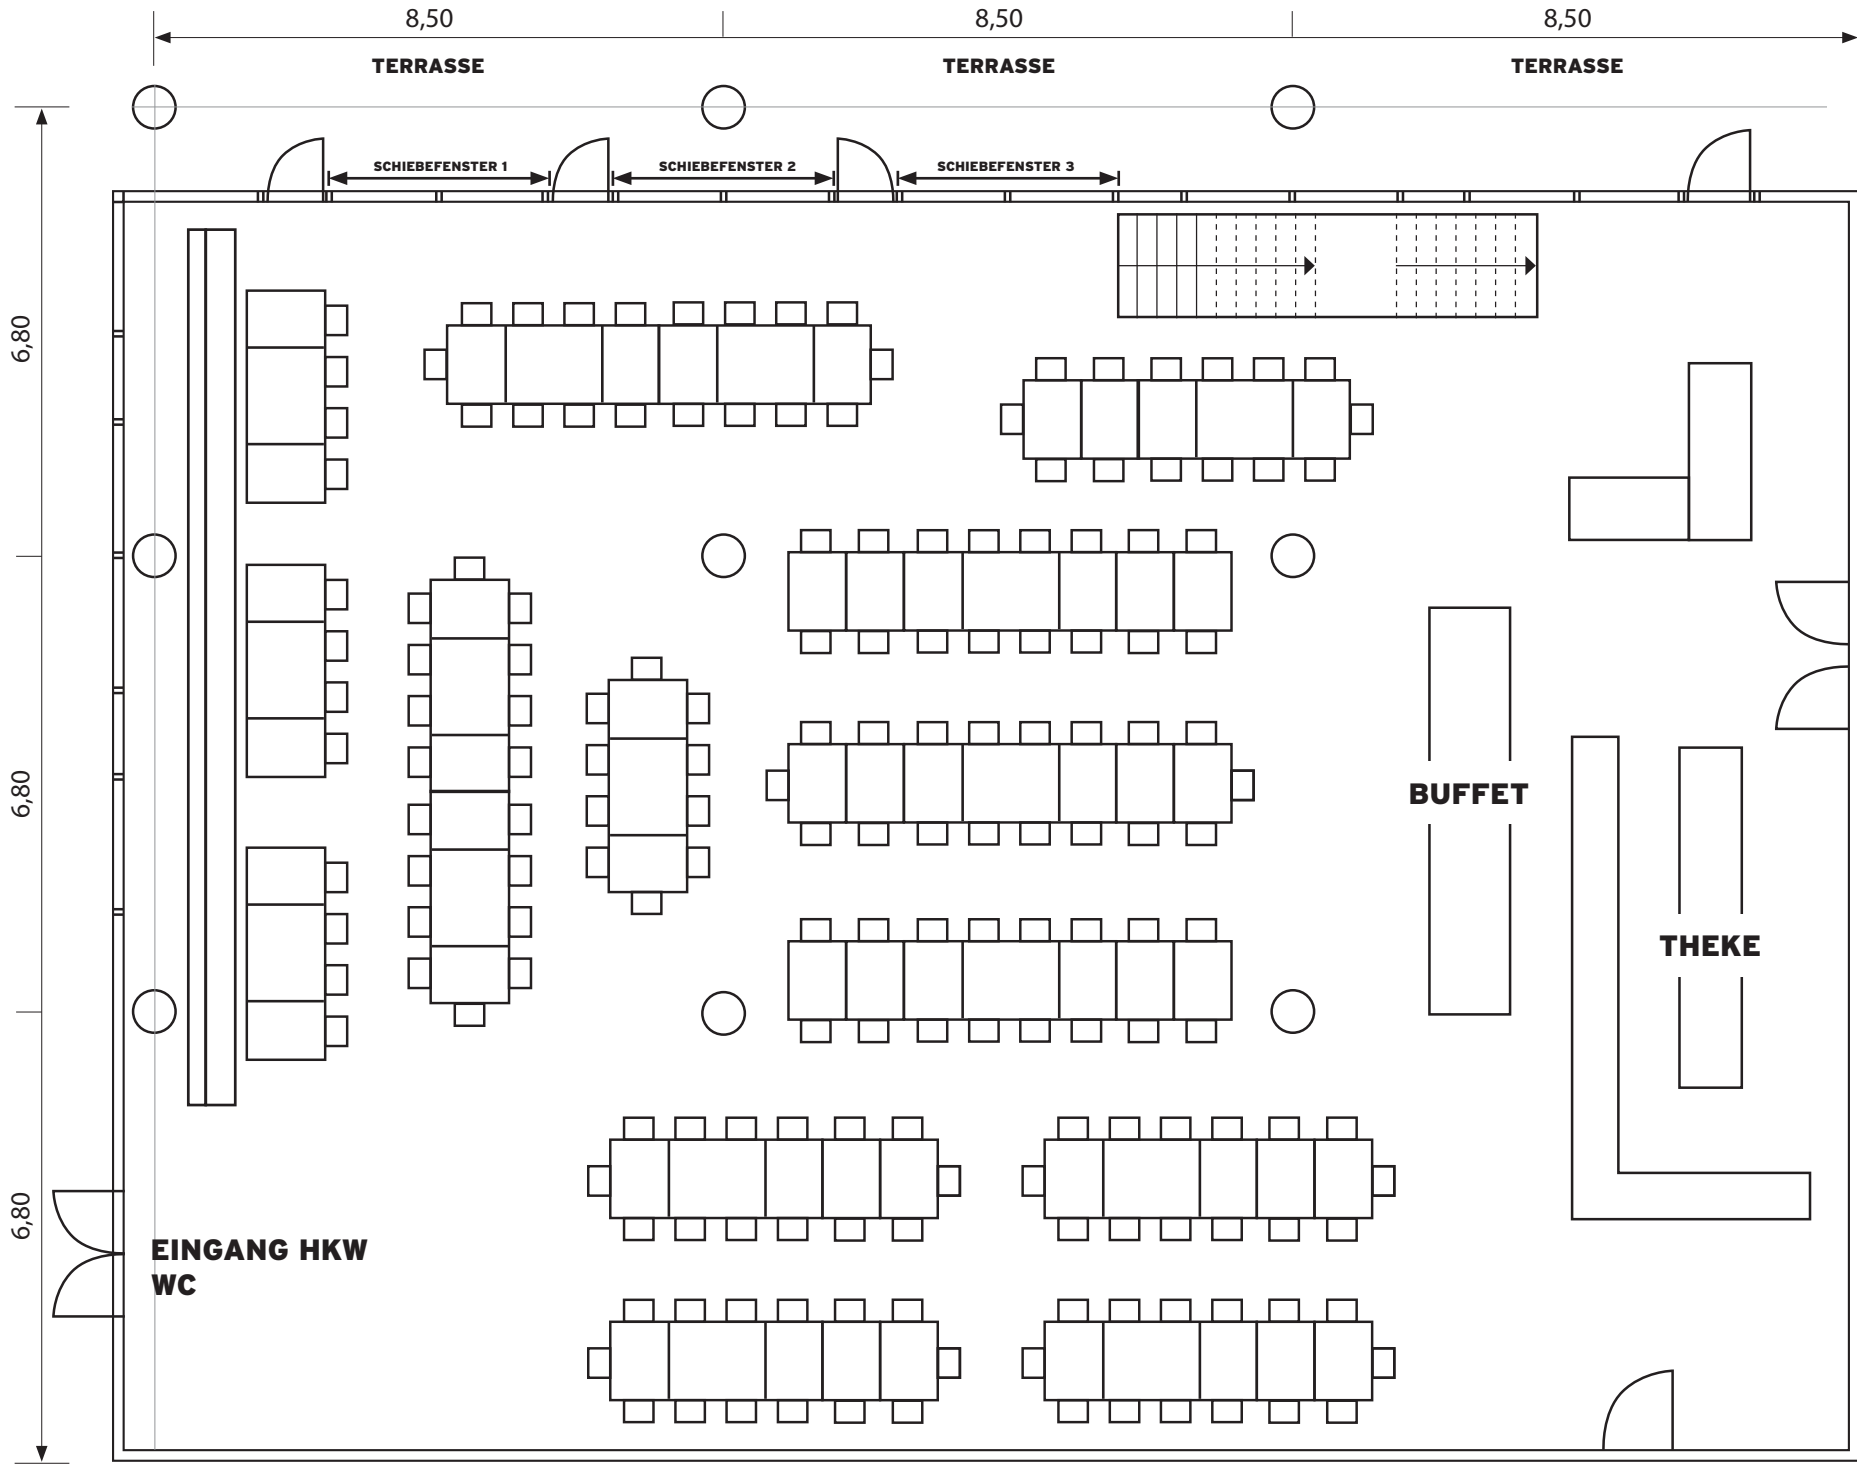 8,50 8,50 8,50
TERRASSE TERRASSE TERRASSE
SCHIEBEFENSTER 1 SCHIEBEFENSTER 2 SCHIEBEFENSTER 3
6,80
6,80
BUFFET
THEKE
6,80
EINGANG HKW
WC